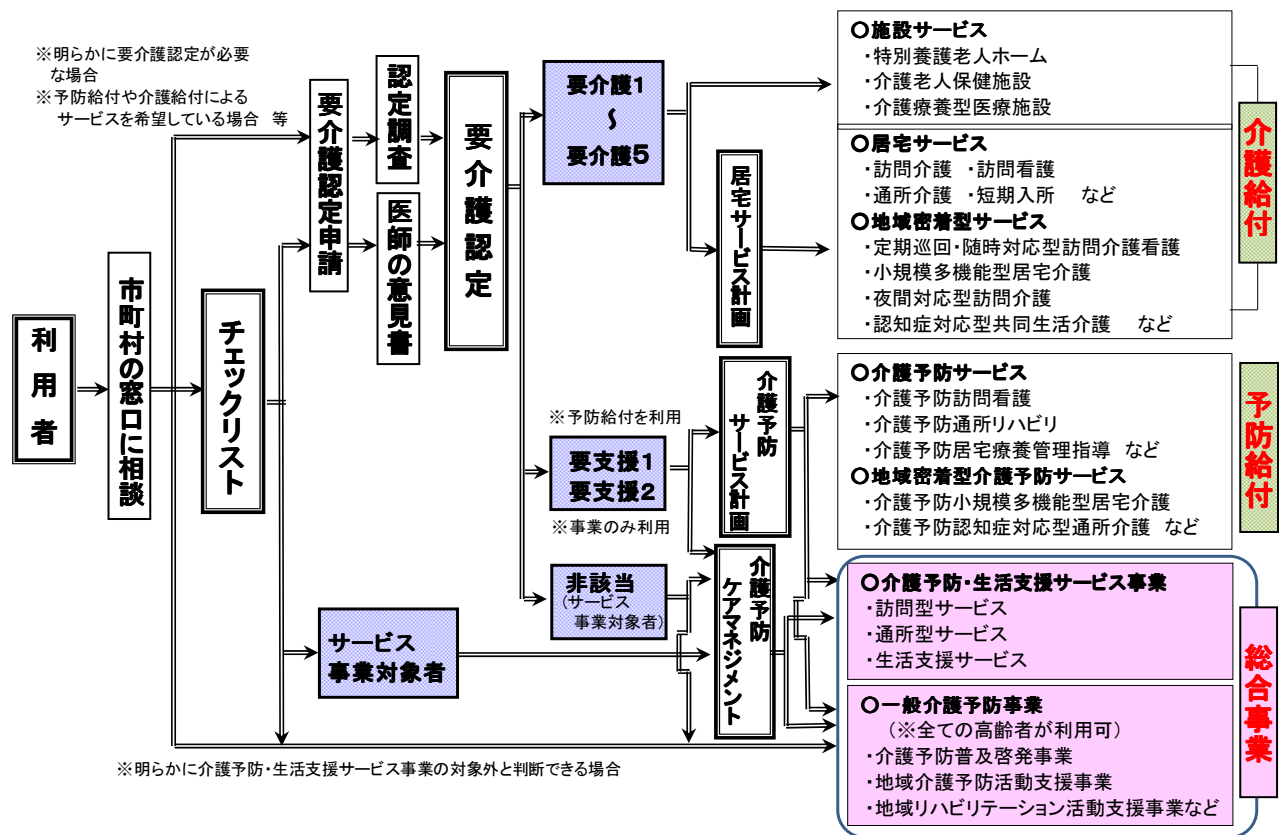 ※明らかに要介護認定が必要
な場合
※予防給付や介護給付による
サービスを希望している場合 等
利用者
市町村の窓口に相談
チェックリスト
要介護認定申請
認定調査
医師の意見書
要介護認定
要介護1
~
要介護5
居宅サービス計画
※予防給付を利用
要支援1
要支援2
※事業のみ利用
非該当
(サービス
事業対象者)
サービス
事業対象者
介護予防
サービス計画
介護予防
ケアマネジメント
※明らかに介護予防・生活支援サービス事業の対象外と判断できる場合
○施設サービス
・特別養護老人ホーム
・介護老人保健施設
・介護療養型医療施設
○居宅サービス
・訪問介護 ・訪問看護
・通所介護 ・短期入所 など
○地域密着型サービス
・定期巡回・随時対応型訪問介護看護
・小規模多機能型居宅介護
・夜間対応型訪問介護
・認知症対応型共同生活介護 など
介護給付
○介護予防サービス
・介護予防訪問看護
・介護予防通所リハビリ
・介護予防居宅療養管理指導 など
○地域密着型介護予防サービス
・介護予防小規模多機能型居宅介護
・介護予防認知症対応型通所介護 など
予防給付
○介護予防・生活支援サービス事業
・訪問型サービス
・通所型サービス
・生活支援サービス
○一般介護予防事業
(※全ての高齢者が利用可)
・介護予防普及啓発事業
・地域介護予防活動支援事業
・地域リハビリテーション活動支援事業など
総合事業